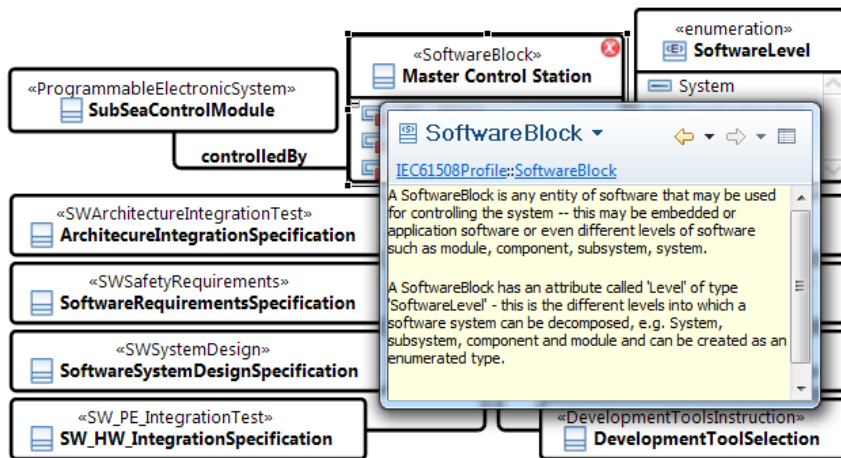 «SoftwareBlock»
Master Control Station
«enumeration»
SoftwareLevel
System
«ProgrammableElectronicSystem»
SubSeaControlModule
controlledBy
SoftwareBlock
IEC61508Profile::SoftwareBlock
A SoftwareBlock is any entity of software that may be used
for controlling the system -- this may be embedded or
application software or even different levels of software
such as module, component, subsystem, system.
A SoftwareBlock has an attribute called 'Level' of type
'SoftwareLevel' - this is the different levels into which a
software system can be decomposed, e.g. System,
subsystem, component and module and can be created as an
enumerated type.
«SWArchitectureIntegrationTest»
ArchitecureIntegrationSpecification
«SWSafetyRequirements»
SoftwareRequirementsSpecification
«SWSystemDesign»
SoftwareSystemDesignSpecification
«SW_PE_IntegrationTest»
SW_HW_IntegrationSpecification
«DevelopmentToolsInstruction»
DevelopmentToolSelection